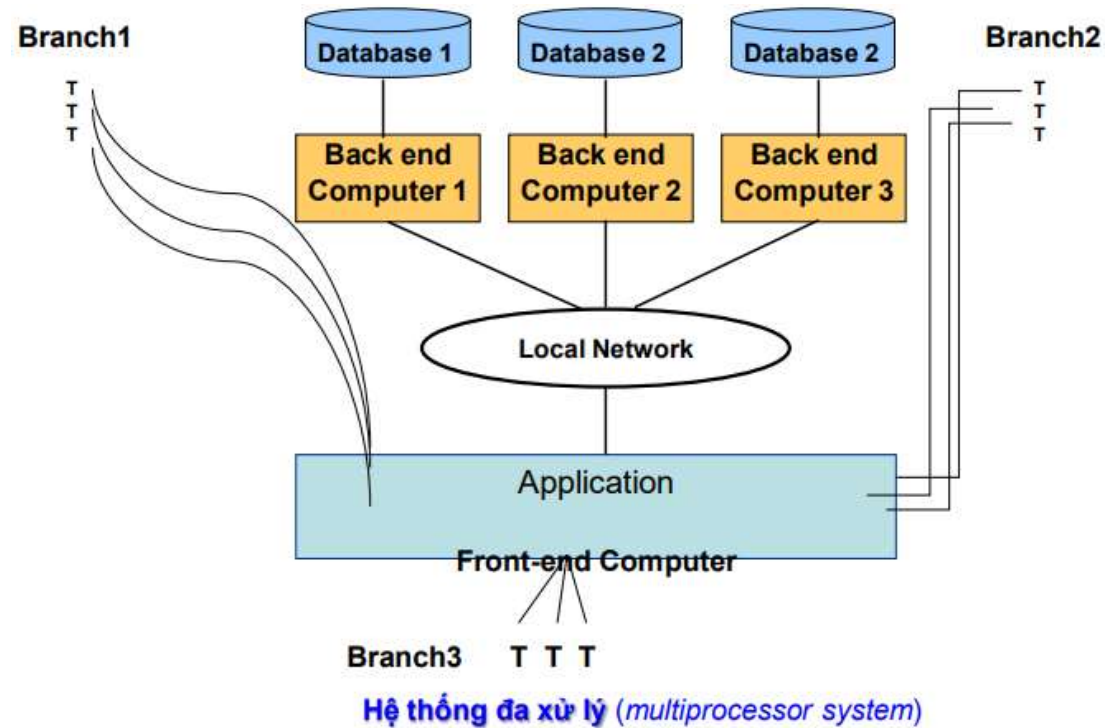 Branch1
Database 1
Database 2
Database 2
Branch2
T
T
T
T
T
T
Back end
Computer 1
Back end
Computer 2
Back end
Computer 3
Local Network
Application
Front-end Computer
Branch3 T T T
Hệ thống đa xử lý (multiprocessor system)